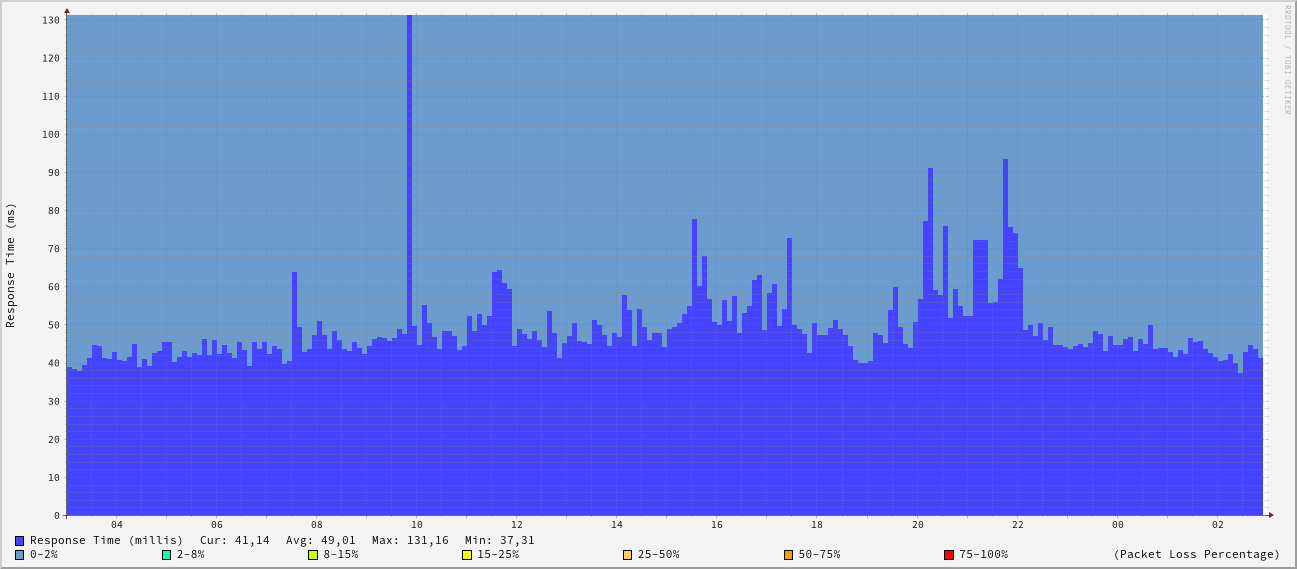 RRDTOOL / TOBI OETIKER
Response Time (ms)
130
120
110
100
90
80
70
60
50
40
30
20
10
0
04 06 08 10 12 14 16 18 20 22 00 02
Response Time (millis) Cur: 41,14 Avg: 49,01 Max: 131,16 Min: 37,31
0-2% 2-8% 8-15% 15-25% 25-50% 50-75% 75-100% (Packet Loss Percentage)